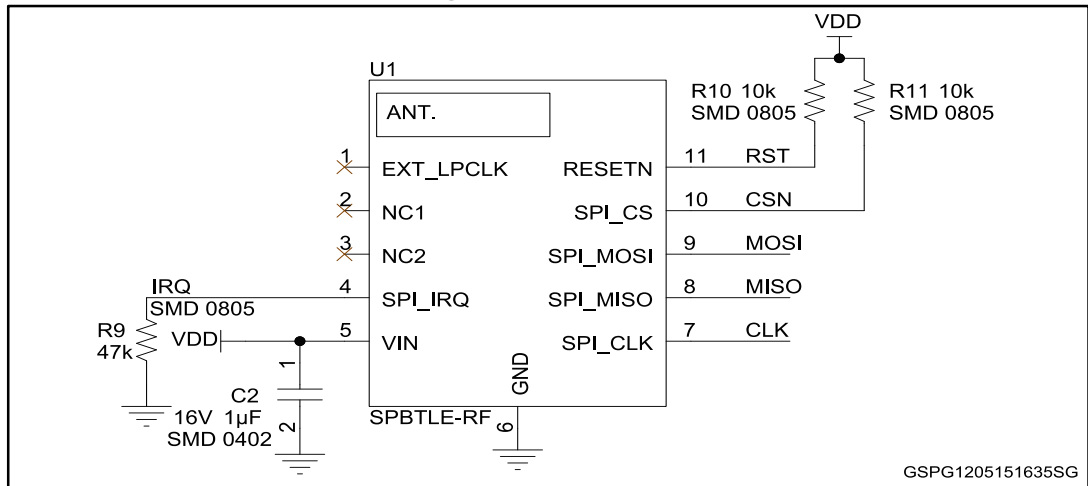 VDD
U1
R10 10k
SMD 0805
R11 10k
SMD 0805
ANT.
1
EXT_LPCLK
RESETN
11
RST
2
NC1
SPI_CS
10
CSN
3
NC2
SPI_MOSI
9
MOSI
IRQ
SMD 0805
4
SPI_IRQ
SPI_MISO
8
MISO
R9
47k
VDD
5
VIN
SPI_CLK
7
CLK
1
C2
16V 1µF
SMD 0402
2
GND
SPBTLE-RF
6
GSPG1205151635SG